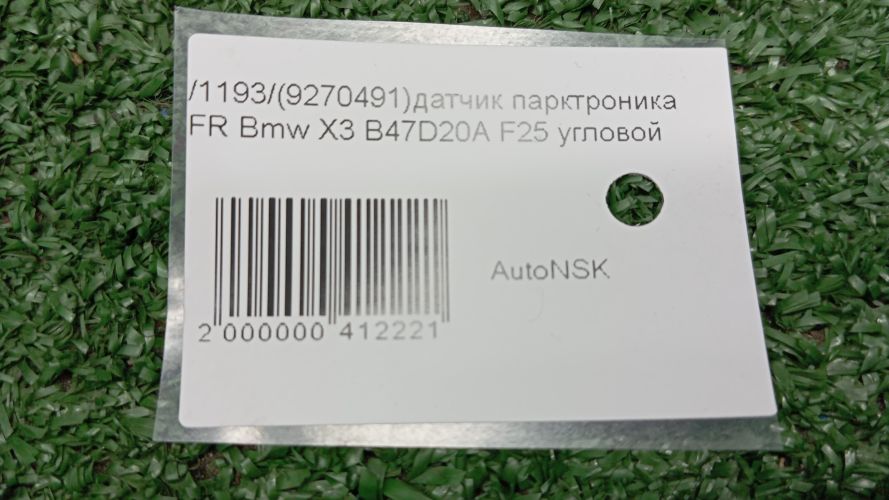 /1193/(9270491)датчик парктроника
FR Bmw X3 B47D20A F25 угловой
AutoNSK
2 000000 412221